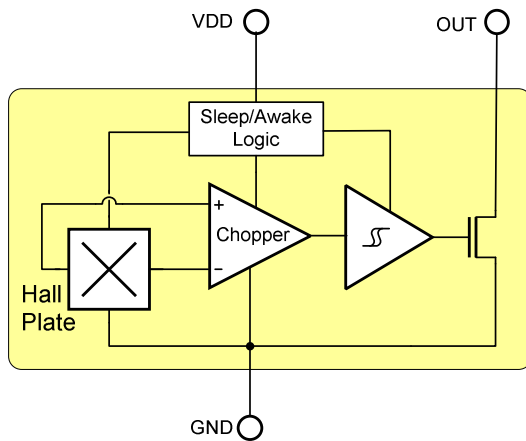 VDD
OUT
Sleep/Awake
Logic
+
Chopper
−
Hall
Plate
GND